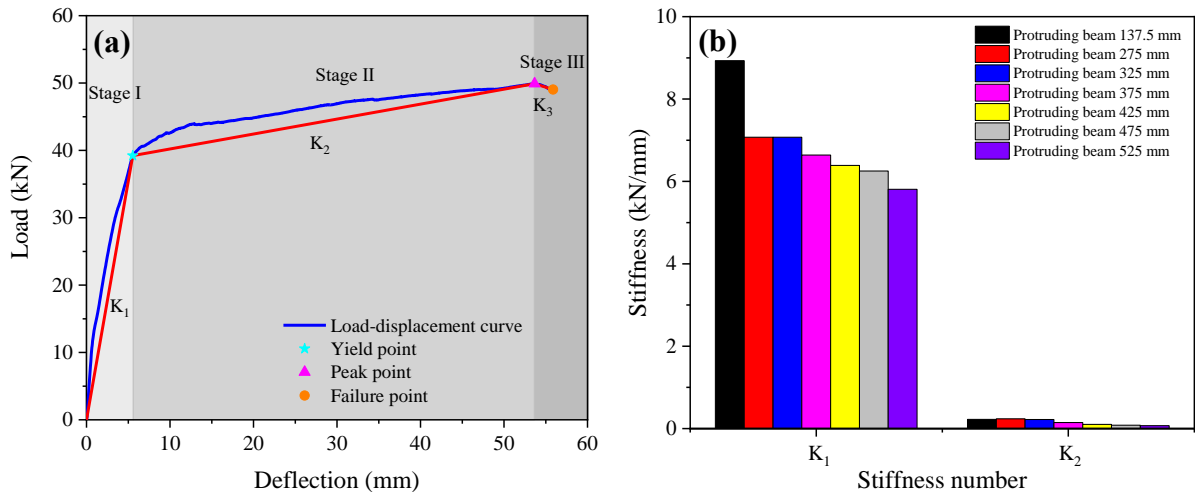 (a)
60
50
40
30
20
10
0
Load (kN)
Stage I
Stage II
Stage III
K1
K2
K3
Load-displacement curve
Yield point
Peak point
Failure point
0 10 20 30 40 50 60
Deflection (mm)
(b)
10
8
6
4
2
0
Stiffness (kN/mm)
Protruding beam 137.5 mm
Protruding beam 275 mm
Protruding beam 325 mm
Protruding beam 375 mm
Protruding beam 425 mm
Protruding beam 475 mm
Protruding beam 525 mm
K1 K2
Stiffness number